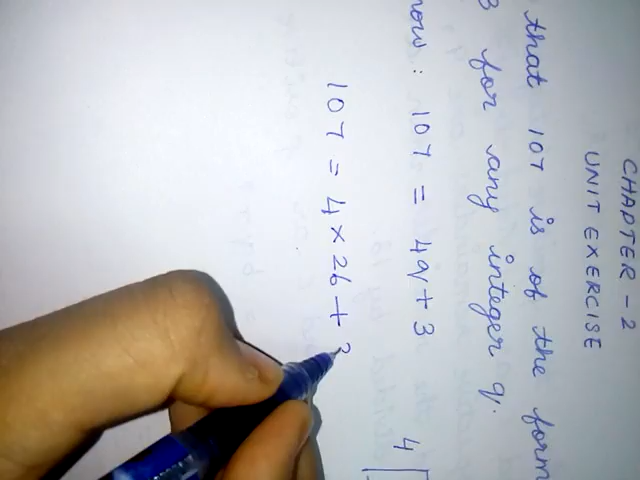 CHAPTER - 2
UNIT EXERCISE
that 107 is of the form
3 for any integer q.
now : 107 = 4q + 3
4
107 = 4 × 26 + 3